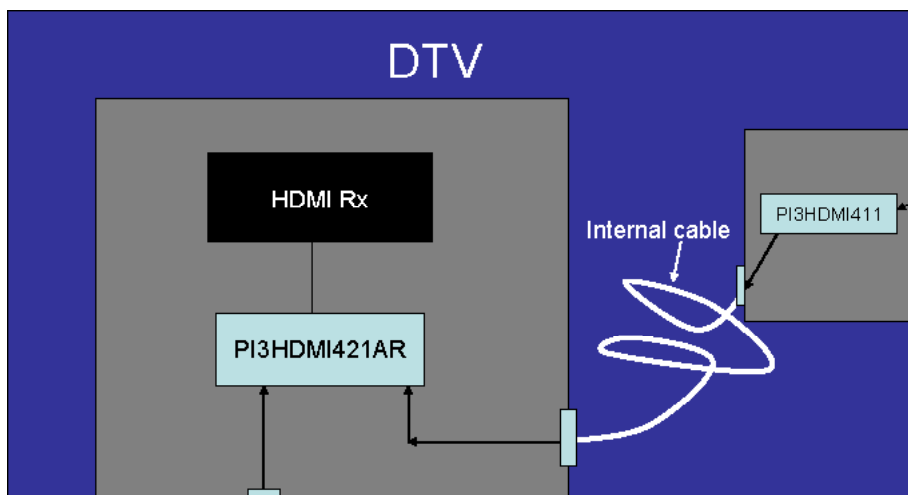 DTV
HDMI Rx
PI3HDMI411
Internal cable
PI3HDMI421AR